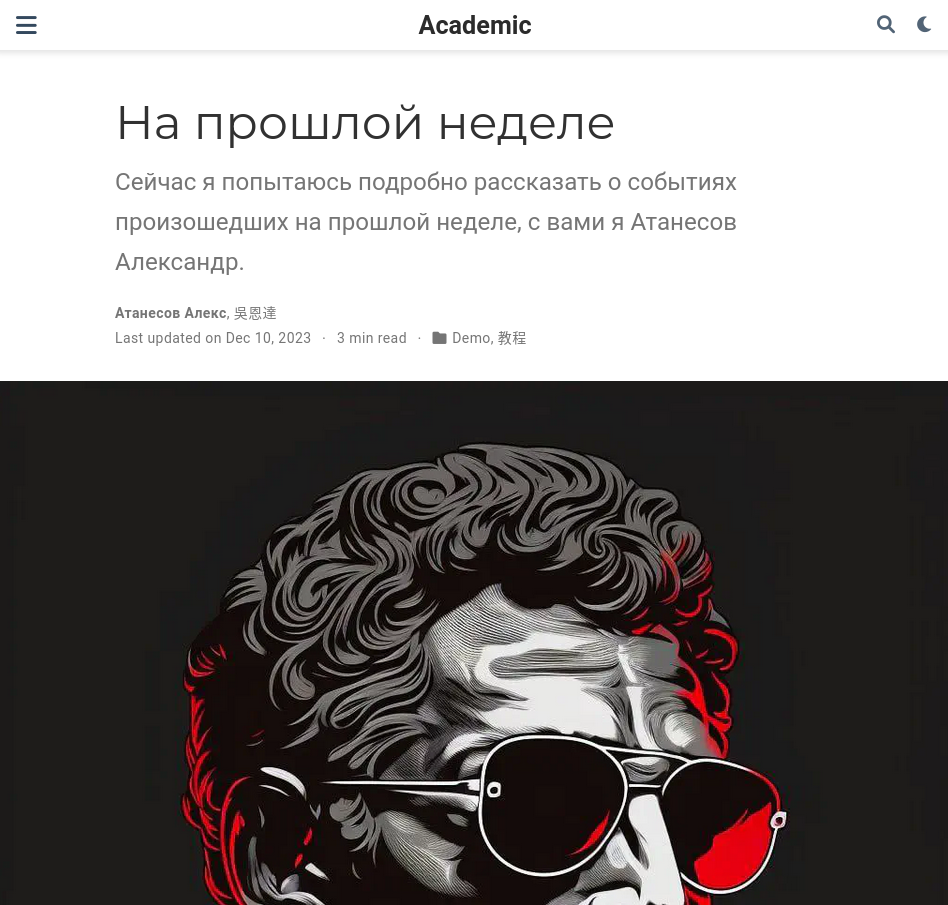 Academic
На прошлой неделе
Сейчас я попытаюсь подробно рассказать о событиях
произошедших на прошлой неделе, с вами я Атанесов
Александр.
Атанесов Алекс, 吳恩達
Last updated on Dec 10, 2023 · 3 min read · Demo, 教程